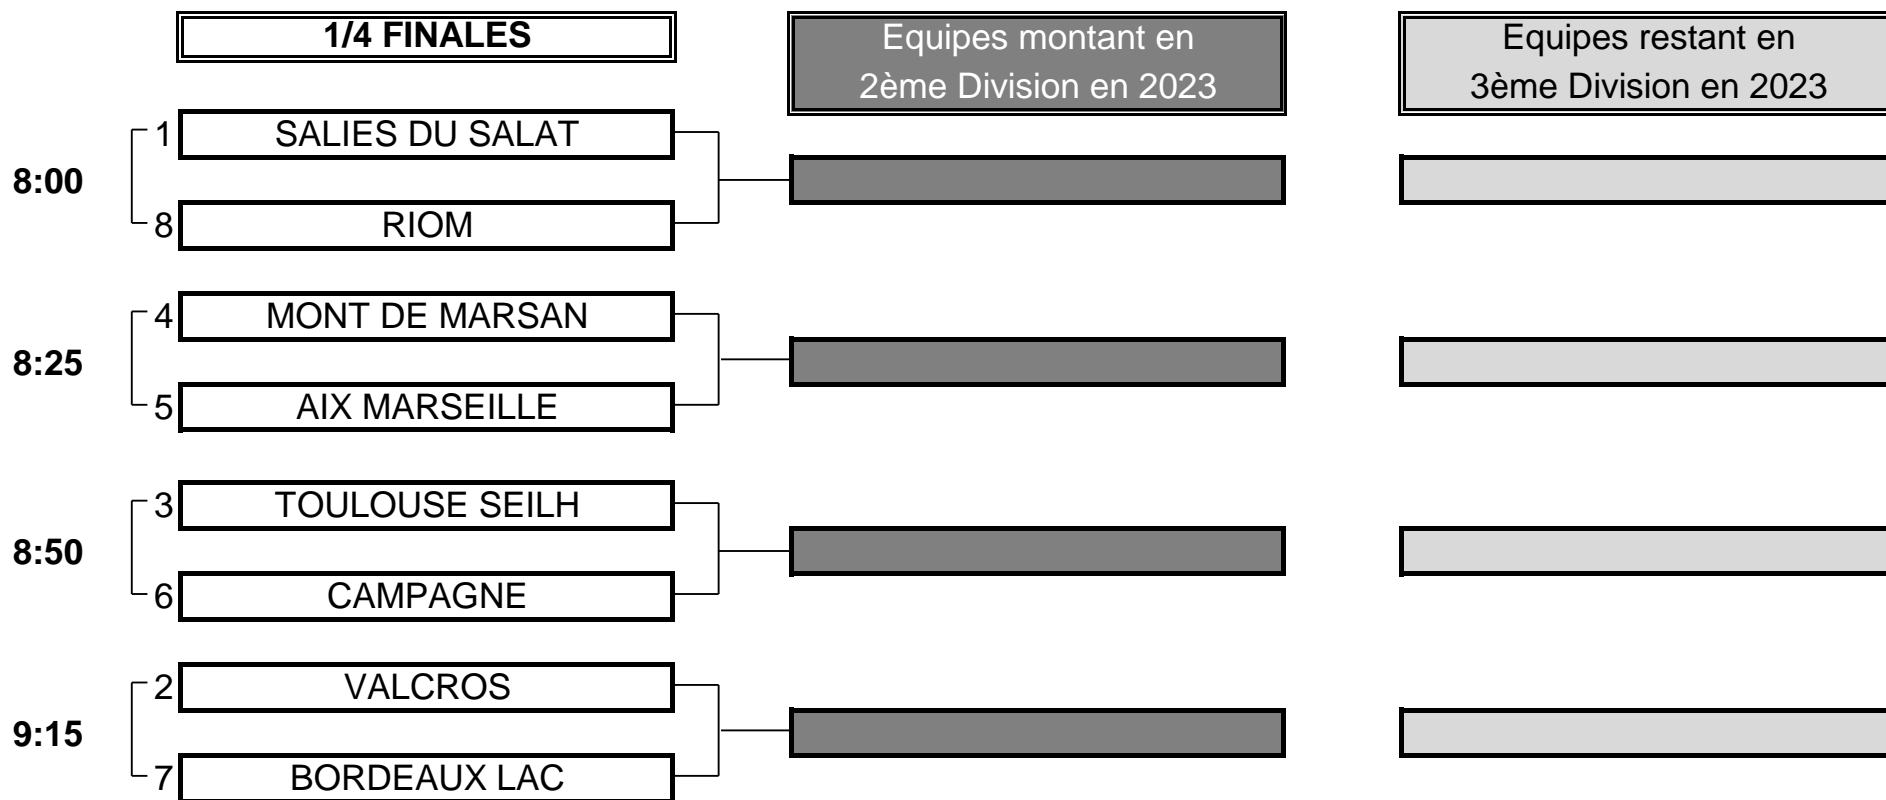 1/4 FINALES
Equipes montant en
2ème Division en 2023
Equipes restant en
3ème Division en 2023
8:00
1 SALIES DU SALAT
8 RIOM
8:25
4 MONT DE MARSAN
5 AIX MARSEILLE
8:50
3 TOULOUSE SEILH
6 CAMPAGNE
9:15
2 VALCROS
7 BORDEAUX LAC